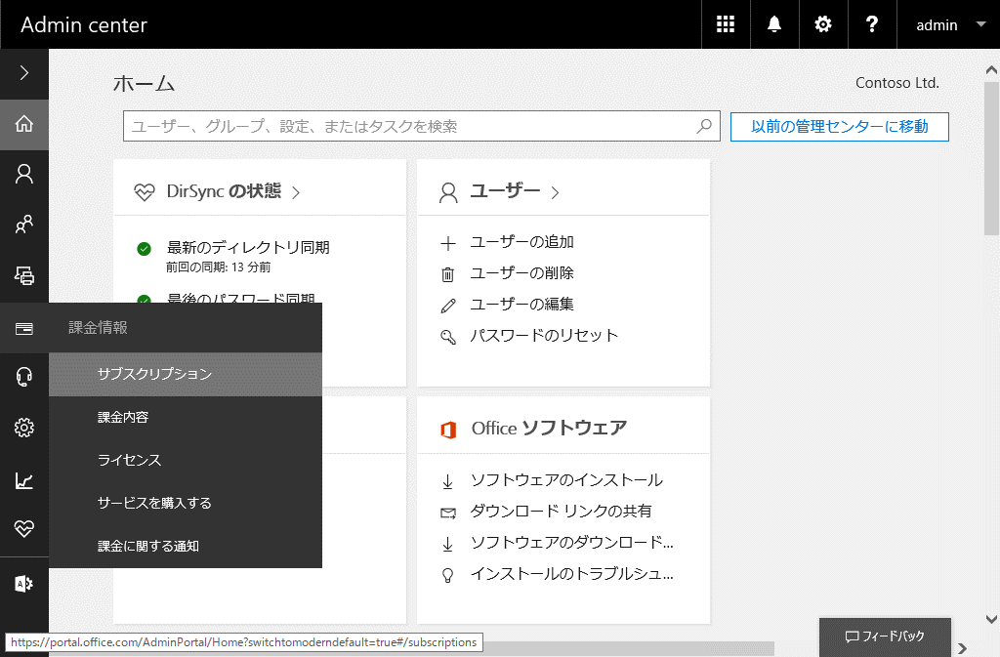 Admin center
?
admin
ホーム
Contoso Ltd.
ユーザー、グループ、設定、またはタスクを検索
以前の管理センターに移動
DirSync の状態
最新のディレクトリ同期
前回の同期: 13 分前
最後のパスワード同期
ユーザー
ユーザーの追加
ユーザーの削除
ユーザーの編集
パスワードのリセット
課金情報
サブスクリプション
課金内容
ライセンス
サービスを購入する
課金に関する通知
Office ソフトウェア
ソフトウェアのインストール
ダウンロード リンクの共有
ソフトウェアのダウンロード...
インストールのトラブルシュ...
A
https://portal.office.com/AdminPortal/Home?switchtomoderndefault=true#/subscriptions
フィードバック